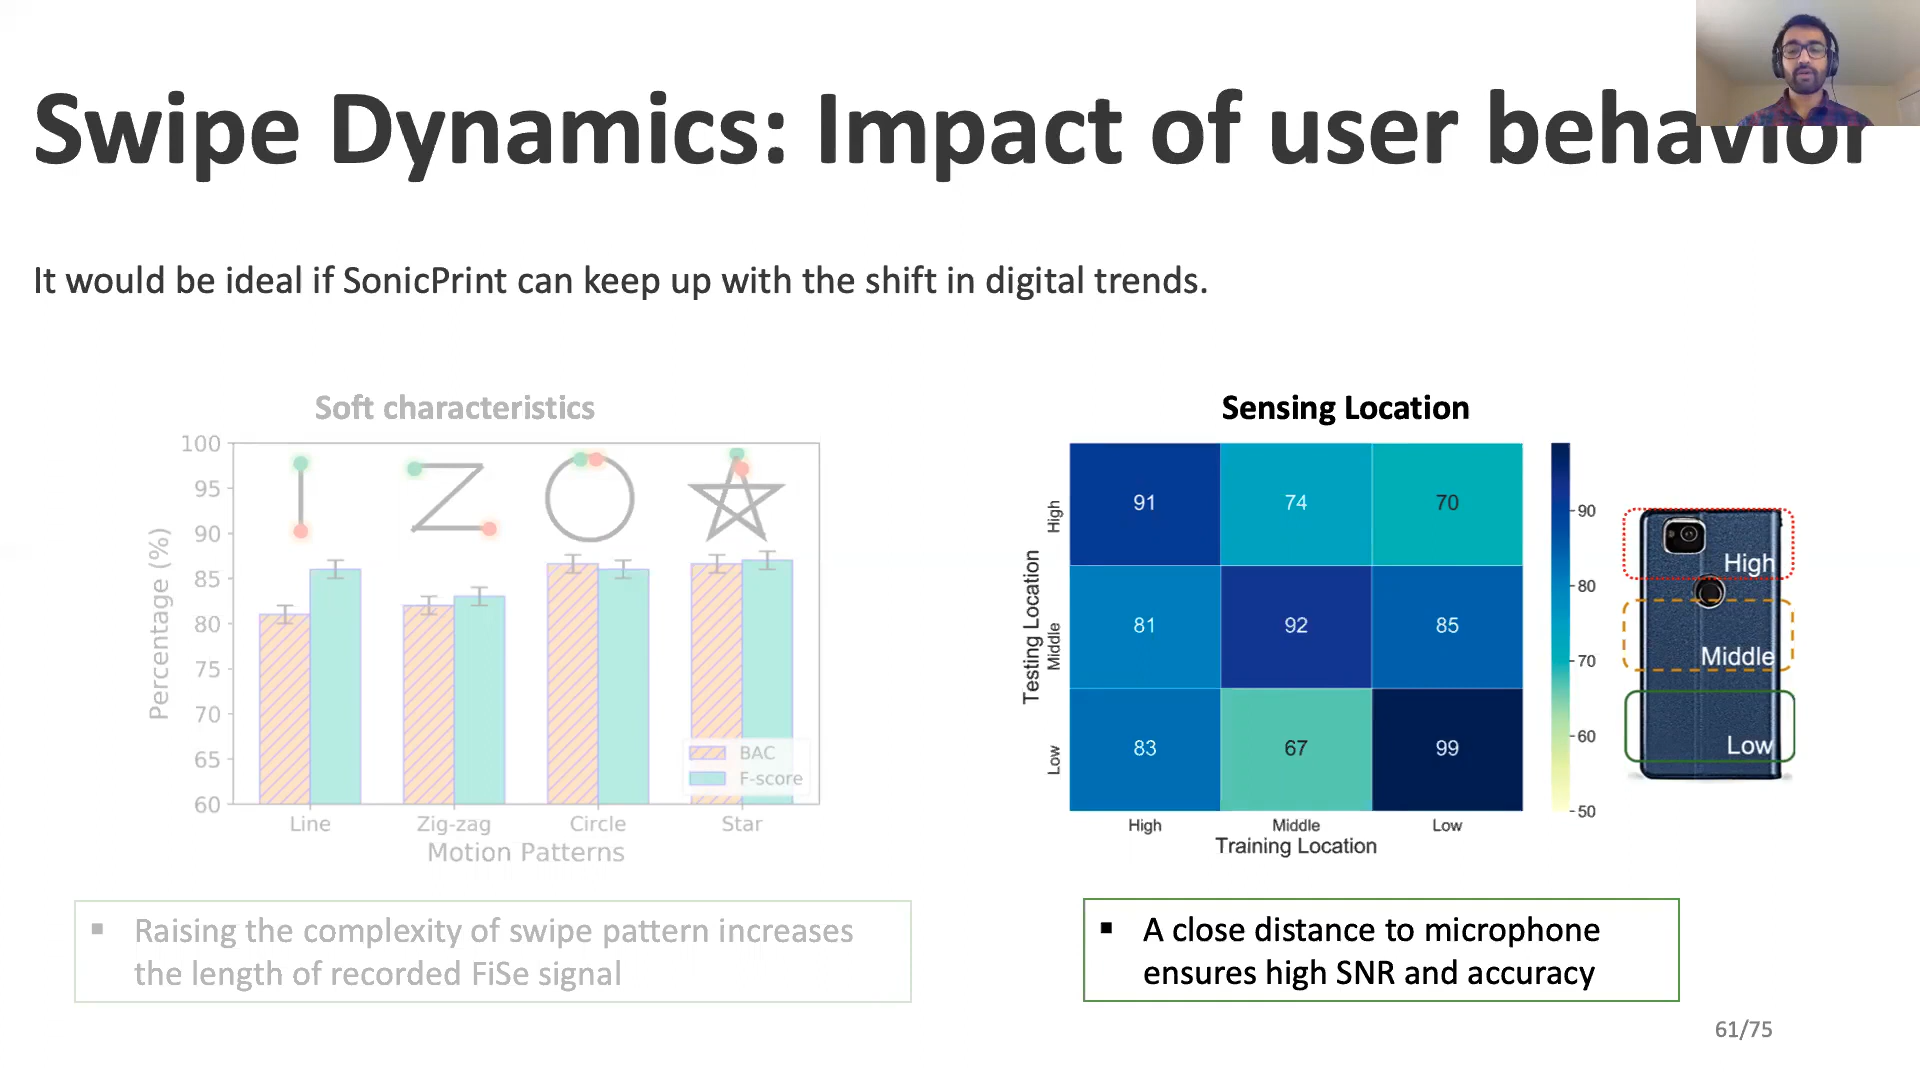 Swipe Dynamics: Impact of user behavior
It would be ideal if SonicPrint can keep up with the shift in digital trends.
Soft characteristics
100
95
90
85
80
75
70
65
60
Percentage (%)
BAC
F-score
Line Zig-zag Circle Star
Motion Patterns
▪ Raising the complexity of swipe pattern increases
the length of recorded FiSe signal
Sensing Location
Testing Location
High
91 74 70
Middle
81 92 85
Low
83 67 99
High Middle Low
Training Location
90
80
70
60
50
High
Middle
Low
▪ A close distance to microphone
ensures high SNR and accuracy
61/75